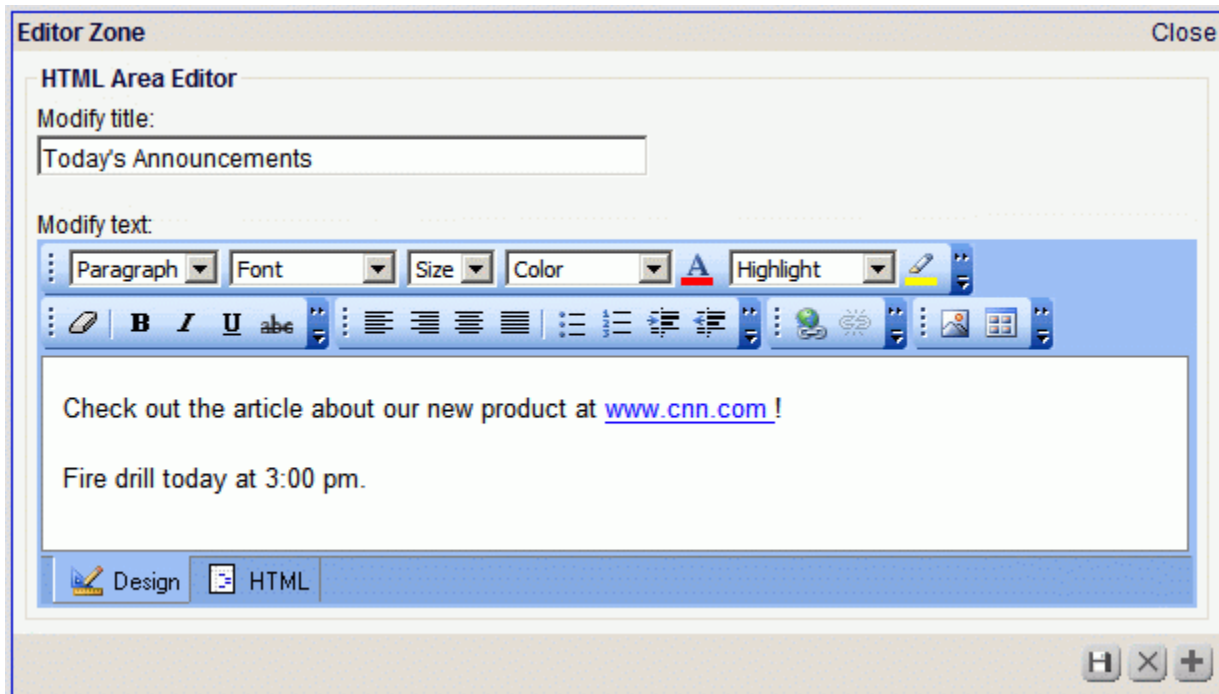 Editor Zone Close
HTML Area Editor
Modify title:
Today's Announcements
Modify text:
Paragraph Font Size Color A Highlight
B I U abc
Check out the article about our new product at www.cnn.com !
Fire drill today at 3:00 pm.
Design HTML